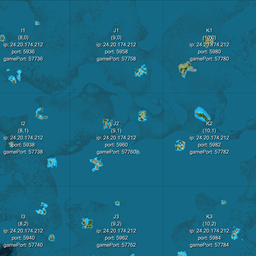 I1
(8,0)
ip: 24.20.174.212
port: 5936
gamePort: 57736
J1
(9,0)
ip: 24.20.174.212
port: 5958
gamePort: 57758
K1
(10,0)
ip: 24.20.174.212
port: 5980
gamePort: 57780
I2
(8,1)
ip: 24.20.174.212
port: 5938
gamePort: 57738
J2
(9,1)
ip: 24.20.174.212
port: 5960
gamePort: 57760
K2
(10,1)
ip: 24.20.174.212
port: 5982
gamePort: 57782
I3
(8,2)
ip: 24.20.174.212
port: 5940
gamePort: 57740
J3
(9,2)
ip: 24.20.174.212
port: 5962
gamePort: 57762
K3
(10,2)
ip: 24.20.174.212
port: 5984
gamePort: 57784